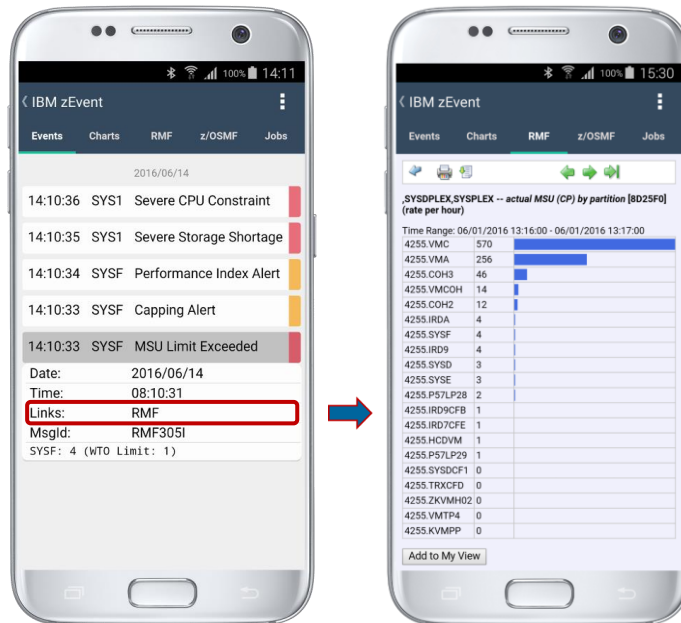 100% 14:11
IBM zEvent
Events Charts RMF z/OSMF Jobs
2016/06/14
14:10:36 SYS1 Severe CPU Constraint
14:10:35 SYS1 Severe Storage Shortage
14:10:34 SYSF Performance Index Alert
14:10:33 SYSF Capping Alert
14:10:33 SYSF MSU Limit Exceeded
Date: 2016/06/14
Time: 08:10:31
Links: RMF
MsgId: RMF305I
SYSF: 4 (WTO Limit: 1)
100% 15:30
IBM zEvent
Events Charts RMF z/OSMF Jobs
,SYSDPLEX,SYSPLEX -- actual MSU (CP) by partition [8D25F0]
(rate per hour)
Time Range: 06/01/2016 13:16:00 - 06/01/2016 13:17:00
4255.VMC 570
4255.VMA 256
4255.COH3 46
4255.VMCOH 14
4255.COH2 12
4255.IRDA 4
4255.SYSF 4
4255.IRD9 4
4255.SYSD 3
4255.SYSE 3
4255.P57LP28 2
4255.IRD9CFB 1
4255.IRD7CFE 1
4255.HCDVM 1
4255.P57LP29 1
4255.SYSDCF1 0
4255.TRXCFD 0
4255.ZKVMH02 0
4255.VMTP4 0
4255.KVMPP 0
Add to My View